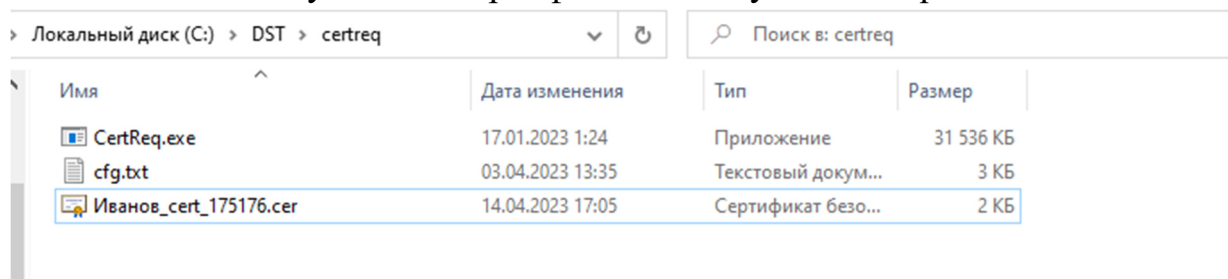 Локальный диск (C:) > DST > certreq Поиск в: certreq
Имя Дата изменения Тип Размер
CertReq.exe 17.01.2023 1:24 Приложение 31 536 КБ
cfg.txt 03.04.2023 13:35 Текстовый докум... 3 КБ
Иванов_cert_175176.cer 14.04.2023 17:05 Сертификат безо... 2 КБ